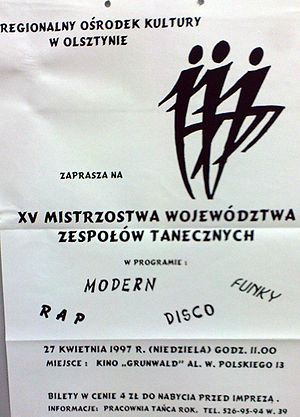 REGIONALNY OŚRODEK KULTURY
W OLSZTYNIE
ZAPRASZA NA
XV MISTRZOSTWA WOJEWÓDZTWA
ZESPOŁÓW TANECZNYCH
W PROGRAMIE :
MODERN
FUNKY
RAP
DISCO
27 KWIETNIA 1997 R. (NIEDZIELA) GODZ. 11.00
MIEJSCE : KINO „GRUNWALD" AL. W. POLSKIEGO 13
BILETY W CENIE 4 ZŁ DO NABYCIA PRZED IMPREZĄ .
INFORMACJE: PRACOWNIA TAŃCA ROK. TEL. 526-95-94 W. 39